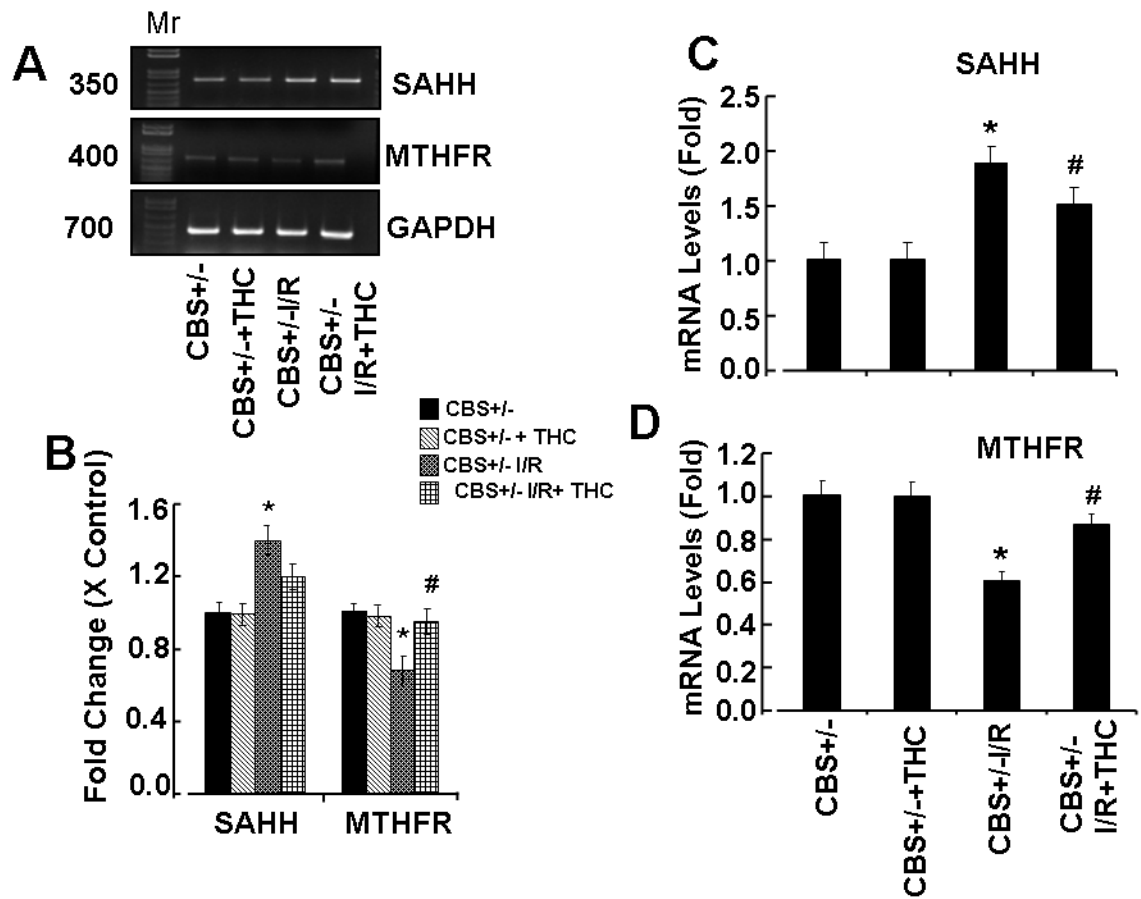 A
Mr
350
SAHH
400
MTHFR
700
GAPDH
CBS+/-
CBS+/-+THC
CBS+/-I/R
CBS+/-
I/R+THC
B
CBS+/-
CBS+/- + THC
CBS+/- I/R
CBS+/- I/R+ THC
Fold Change (X Control)
1.6
1.2
0.8
0.4
0.0
*
*
#
SAHH
MTHFR
C
SAHH
mRNA Levels (Fold)
2.5
2.0
1.5
1.0
0.5
0.0
*
#
D
MTHFR
mRNA Levels (Fold)
1.2
1.0
0.8
0.6
0.4
0.2
0.0
*
#
CBS+/-
CBS+/-+THC
CBS+/-I/R
CBS+/-
I/R+THC